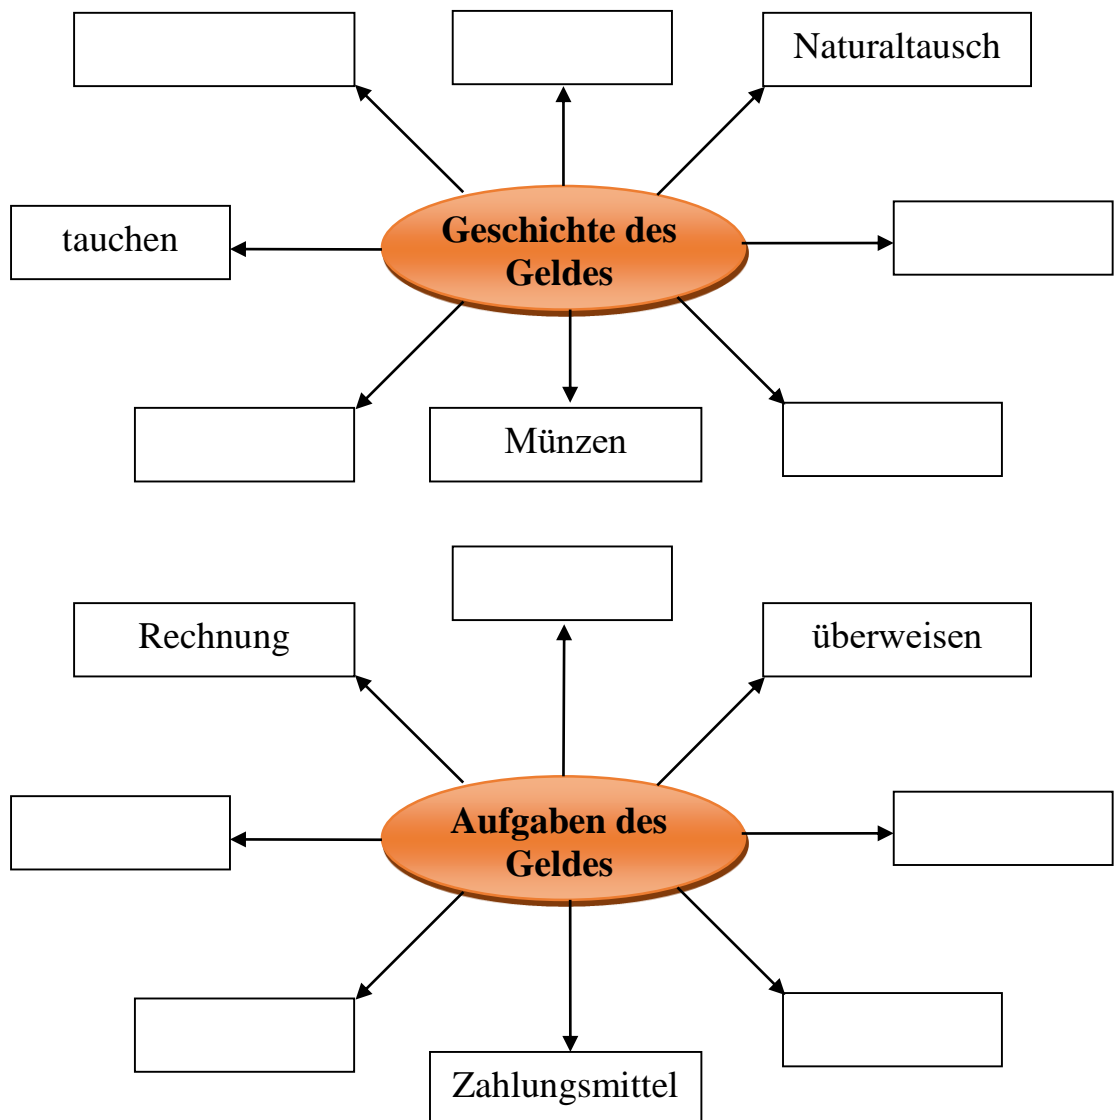 Naturaltausch
tauchen
Geschichte des
Geldes
Münzen
Rechnung
überweisen
Aufgaben des
Geldes
Zahlungsmittel